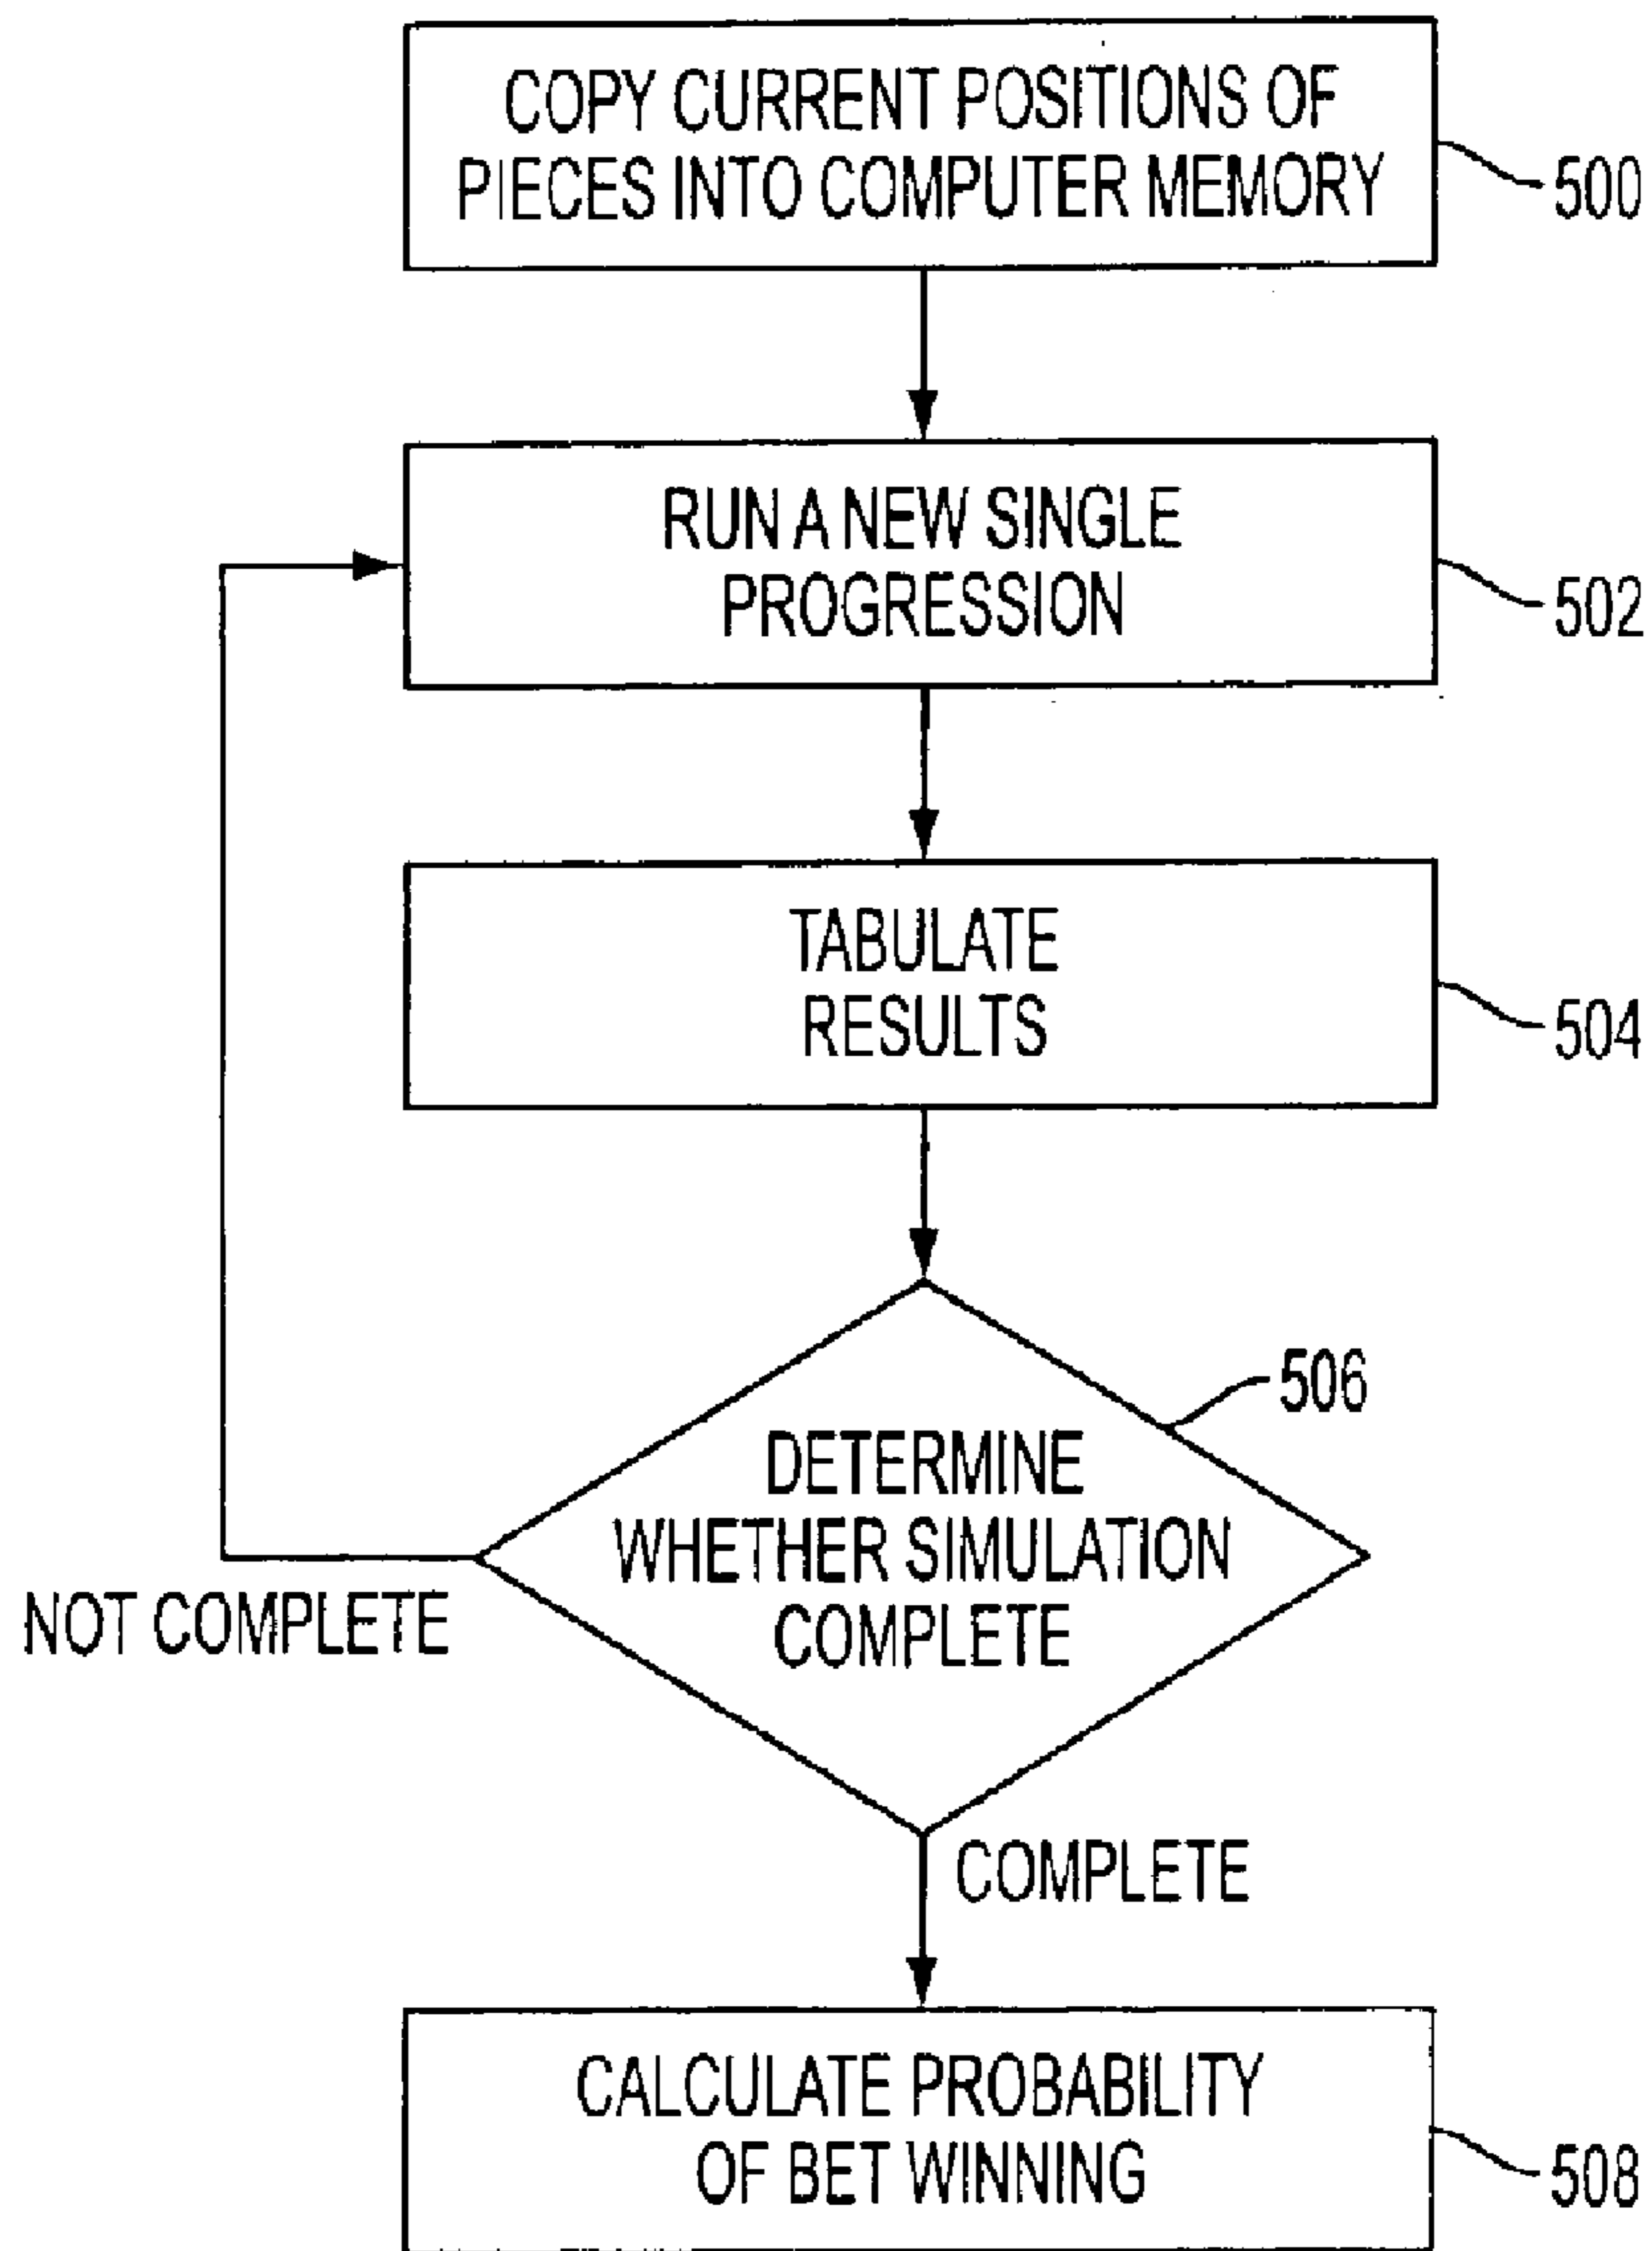 COPY CURRENT POSITIONS OF
PIECES INTO COMPUTER MEMORY
500
RUN A NEW SINGLE
PROGRESSION
502
TABULATE
RESULTS
504
506
DETERMINE
WHETHER SIMULATION
COMPLETE
NOT COMPLETE
COMPLETE
CALCULATE PROBABILITY
OF BET WINNING
508